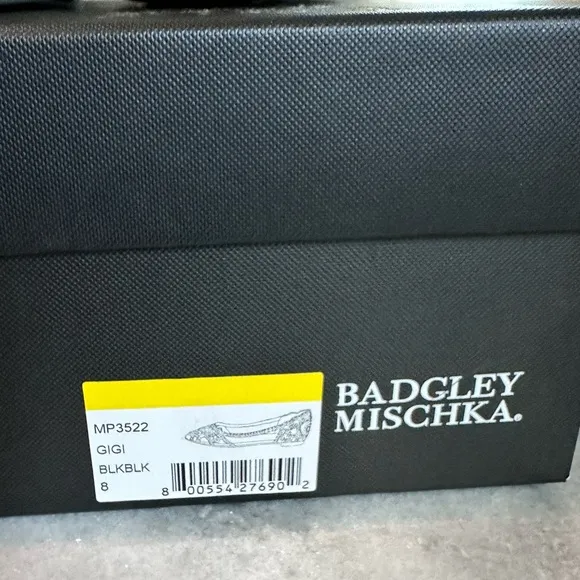 MP3522
GIGI
BLKBLK
8
8 00554 27690 2
BADGLEY
MISCHKA.